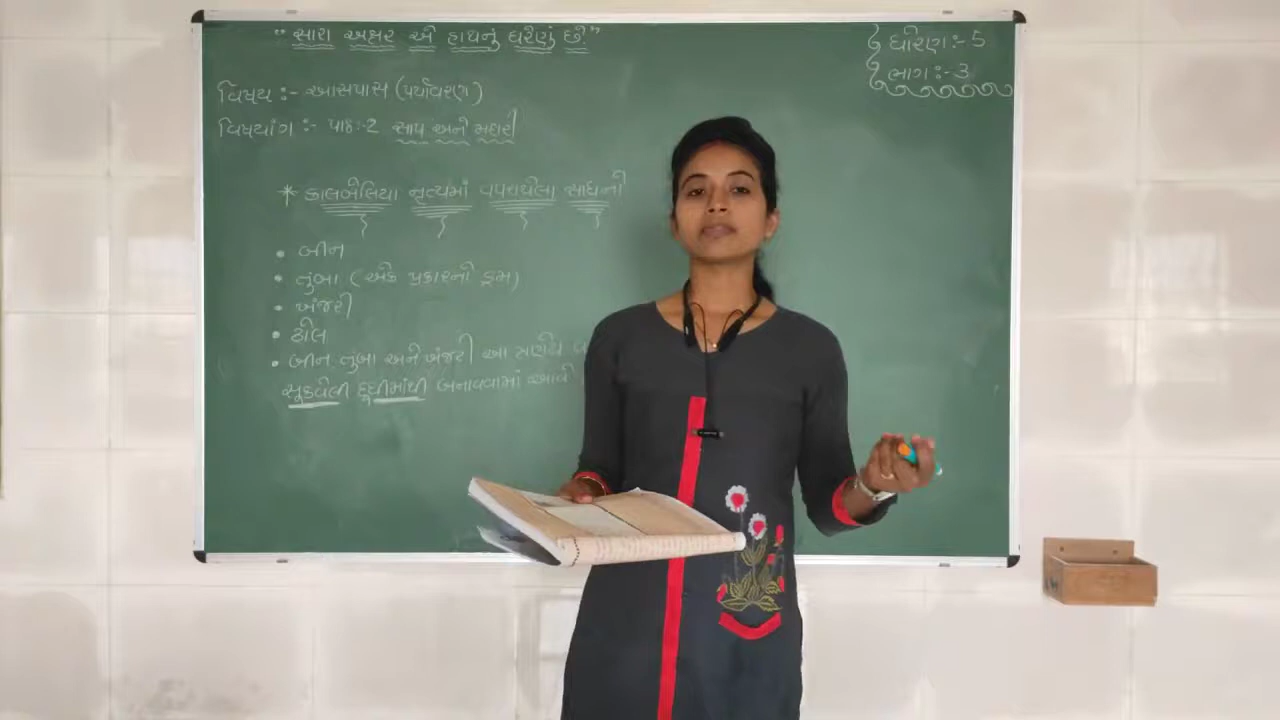 " સારા અક્ષર એ હાથનું ઘરેણું છે"
ધોરણ:- 5
ભાગ:- 3
વિષય :- આસપાસ (પર્યાવરણ)
વિષયાંગ :- પાઠ:-2 સાપ અને મદારી
* કાલબેલિયા નૃત્યમાં વપરાયેલા સાધનો
• બીન
• તુંબા (એક પ્રકારનો ડ્રમ)
• ખંજરી
• ઢોલ
• બીન તુંબા અને ખંજરી આ ત્રણેય
સૂકવેલી દૂધીમાંથી બનાવવામાં આવે